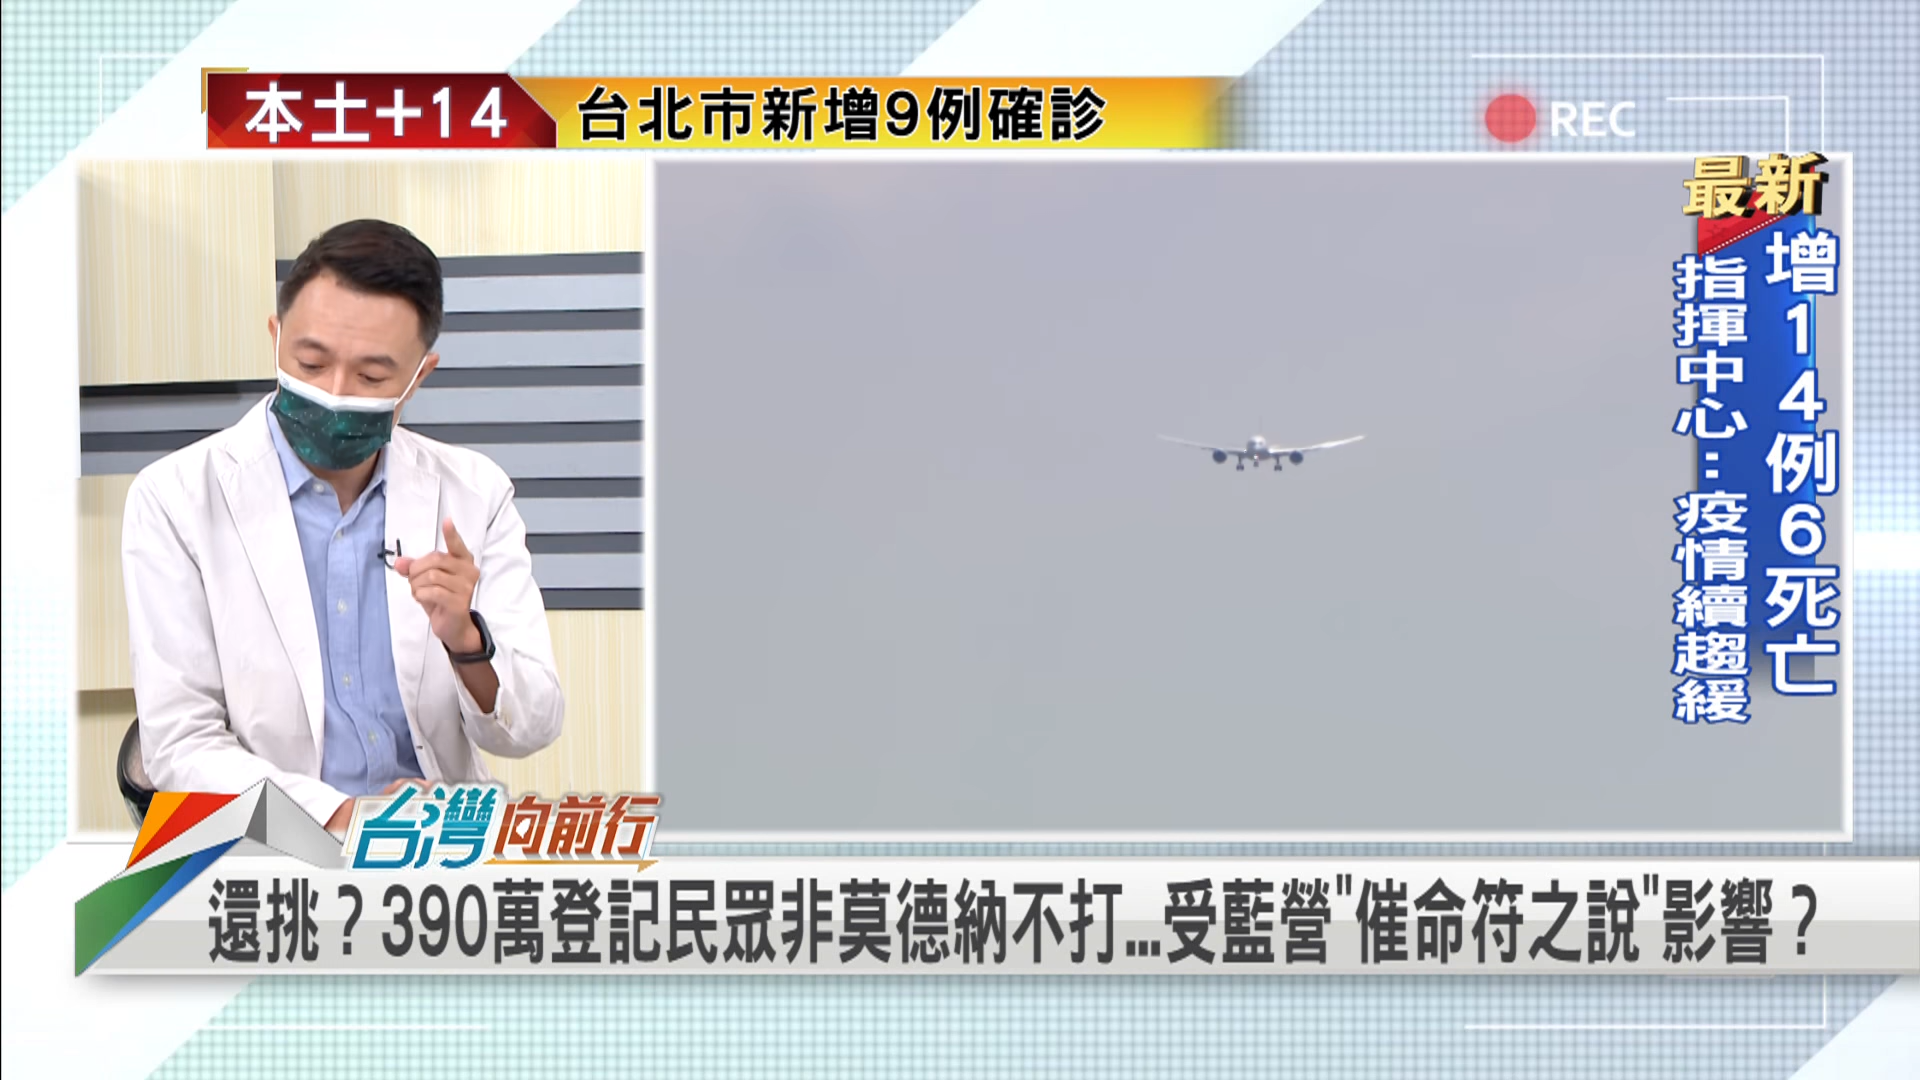 本土+14
台北市新增9例確診
REC
最新
增14例6死亡
指揮中心：疫情續趨緩
台灣向前行
還挑？390萬登記民眾非莫德納不打...受藍營"催命符之說"影響？